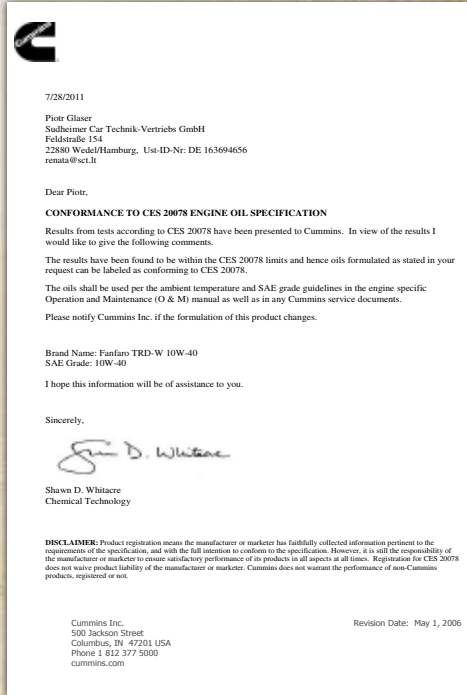 Cummins
7/28/2011
Piotr Glaser
Sudheimer Car Technik-Vertriebs GmbH
Feldstraße 154
22880 Wedel/Hamburg, Ust-ID-Nr: DE 163694656
renata@sct.lt
Dear Piotr,
CONFORMANCE TO CES 20078 ENGINE OIL SPECIFICATION
Results from tests according to CES 20078 have been presented to Cummins. In view of the results I
would like to give the following comments.
The results have been found to be within the CES 20078 limits and hence oils formulated as stated in your
request can be labeled as conforming to CES 20078.
The oils shall be used per the ambient temperature and SAE grade guidelines in the engine specific
Operation and Maintenance (O & M) manual as well as in any Cummins service documents.
Please notify Cummins Inc. if the formulation of this product changes.
Brand Name: Fanfaro TRD-W 10W-40
SAE Grade: 10W-40
I hope this information will be of assistance to you.
Sincerely,
Shawn D. Whitacre
Shawn D. Whitacre
Chemical Technology
DISCLAIMER: Product registration means the manufacturer or marketer has faithfully collected information pertinent to the
requirements of the specification, and with the full intention to conform to the specification. However, it is still the responsibility of
the manufacturer or marketer to ensure satisfactory performance of its products in all aspects at all times. Registration for CES 20078
does not waive product liability of the manufacturer or marketer. Cummins does not warrant the performance of non-Cummins
products, registered or not.
Cummins Inc.
500 Jackson Street
Columbus, IN 47201 USA
Phone 1 812 377 5000
cummins.com
Revision Date: May 1, 2006